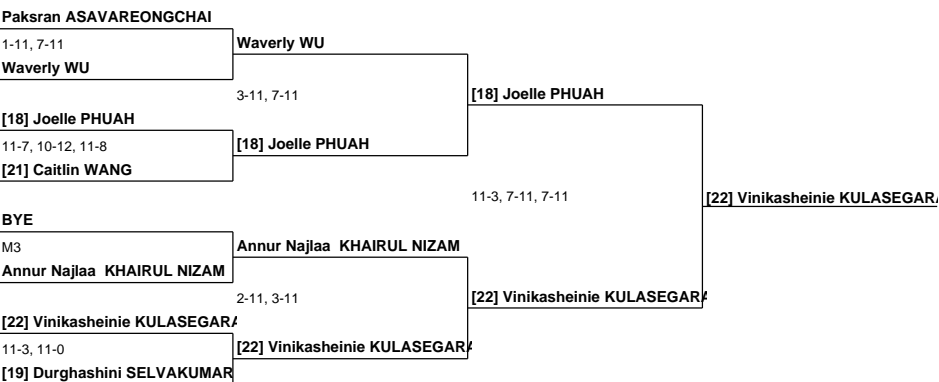 Paksran ASAVAREONGCHAI
1-11, 7-11
Waverly WU
Waverly WU
3-11, 7-11
[18] Joelle PHUAH
[18] Joelle PHUAH
11-7, 10-12, 11-8
[18] Joelle PHUAH
[21] Caitlin WANG
11-3, 7-11, 7-11
[22] Vinikasheinie KULASEGARA
BYE
M3
Annur Najlaa KHAIRUL NIZAM
Annur Najlaa KHAIRUL NIZAM
2-11, 3-11
[22] Vinikasheinie KULASEGARA
[22] Vinikasheinie KULASEGARA
11-3, 11-0
[22] Vinikasheinie KULASEGARA
[19] Durghashini SELVAKUMAR